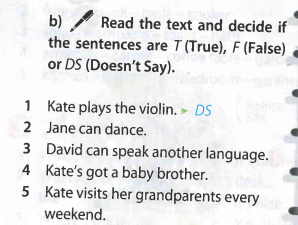 b) Read the text and decide if
the sentences are T (True), F (False)
or DS (Doesn't Say).
1 Kate plays the violin. ▸ DS
2 Jane can dance.
3 David can speak another language.
4 Kate's got a baby brother.
5 Kate visits her grandparents every
weekend.